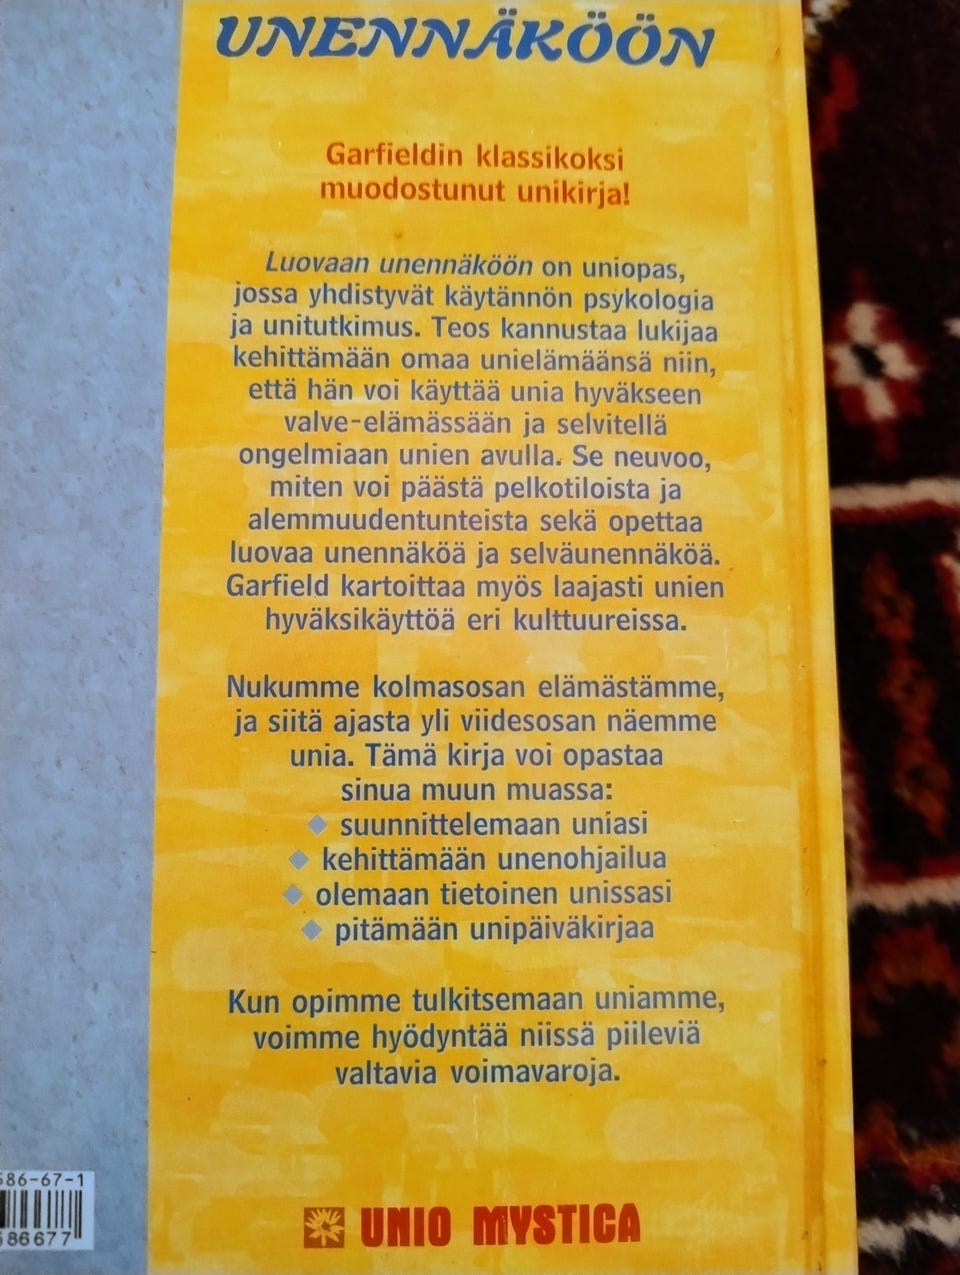 UNENNÄKÖÖN
Garfieldin klassikoksi
muodostunut unikirja!
Luovaan unennäköön on uniopas,
jossa yhdistyvät käytännön psykologia
ja unitutkimus. Teos kannustaa lukijaa
kehittämään omaa unielämäänsä niin,
että hän voi käyttää unia hyväkseen
valve-elämässään ja selvitellä
ongelmiaan unien avulla. Se neuvoo,
miten voi päästä pelkotiloista ja
alemmuudentunteista sekä opettaa
luovaa unennäköä ja selväunennäköä.
Garfield kartoittaa myös laajasti unien
hyväksikäyttöä eri kulttuureissa.
Nukumme kolmasosan elämästämme,
ja siitä ajasta yli viidesosan näemme
unia. Tämä kirja voi opastaa
sinua muun muassa:
◆ suunnittelemaan uniasi
◆ kehittämään unenohjailua
◆ olemaan tietoinen unissasi
◆ pitämään unipäiväkirjaa
Kun opimme tulkitsemaan uniamme,
voimme hyödyntää niissä piileviä
valtavia voimavaroja.
586-67-1
586677
UNIO MYSTICA